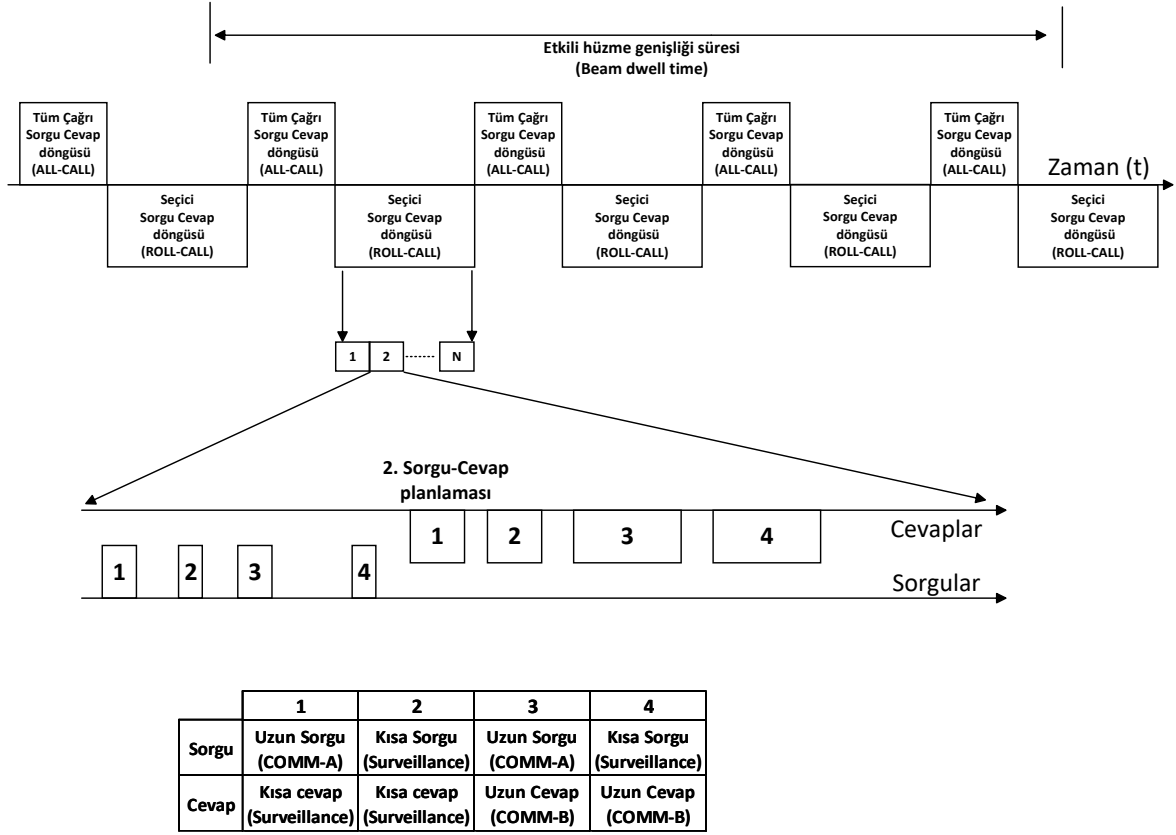 Etkili hüzme genişliği süresi
(Beam dwell time)
Tüm Çağrı
Sorgu Cevap
döngüsü
(ALL-CALL)
Tüm Çağrı
Sorgu Cevap
döngüsü
(ALL-CALL)
Tüm Çağrı
Sorgu Cevap
döngüsü
(ALL-CALL)
Tüm Çağrı
Sorgu Cevap
döngüsü
(ALL-CALL)
Tüm Çağrı
Sorgu Cevap
döngüsü
(ALL-CALL)
Zaman (t)
Seçici
Sorgu Cevap
döngüsü
(ROLL-CALL)
Seçici
Sorgu Cevap
döngüsü
(ROLL-CALL)
Seçici
Sorgu Cevap
döngüsü
(ROLL-CALL)
Seçici
Sorgu Cevap
döngüsü
(ROLL-CALL)
Seçici
Sorgu Cevap
döngüsü
(ROLL-CALL)
1 2 N
2. Sorgu-Cevap
planlaması
1 2 3 4
Cevaplar
1 2 3 4
Sorgular
1 2 3 4
Sorgu
Uzun Sorgu
(COMM-A)
Kısa Sorgu
(Surveillance)
Uzun Sorgu
(COMM-A)
Kısa Sorgu
(Surveillance)
Cevap
Kısa cevap
(Surveillance)
Kısa cevap
(Surveillance)
Uzun Cevap
(COMM-B)
Uzun Cevap
(COMM-B)